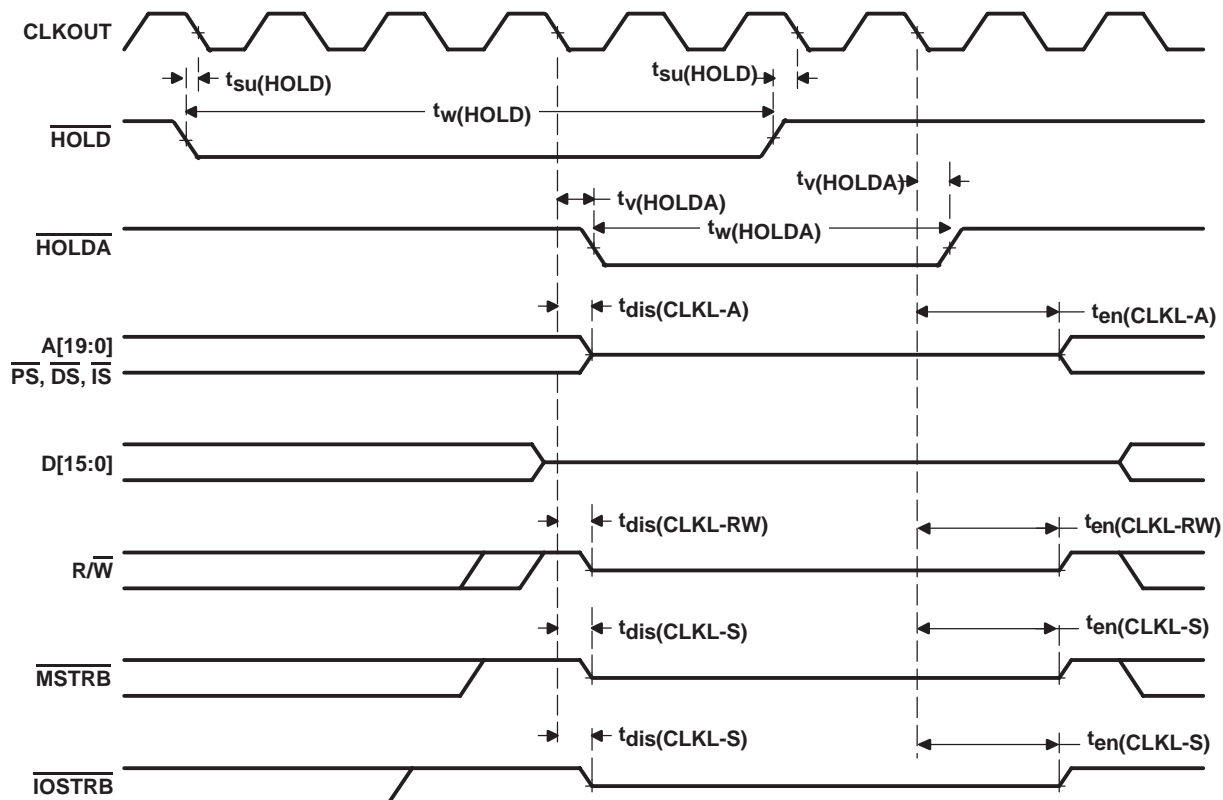 CLKOUT
tsu(HOLD)
tsu(HOLD)
tw(HOLD)
HOLD
tv(HOLDA)
tv(HOLDA)
tw(HOLDA)
HOLDA
tdis(CLKL-A)
ten(CLKL-A)
A[19:0]
PS, DS, IS
D[15:0]
tdis(CLKL-RW)
ten(CLKL-RW)
R/W
tdis(CLKL-S)
ten(CLKL-S)
MSTRB
tdis(CLKL-S)
ten(CLKL-S)
IOSTRB